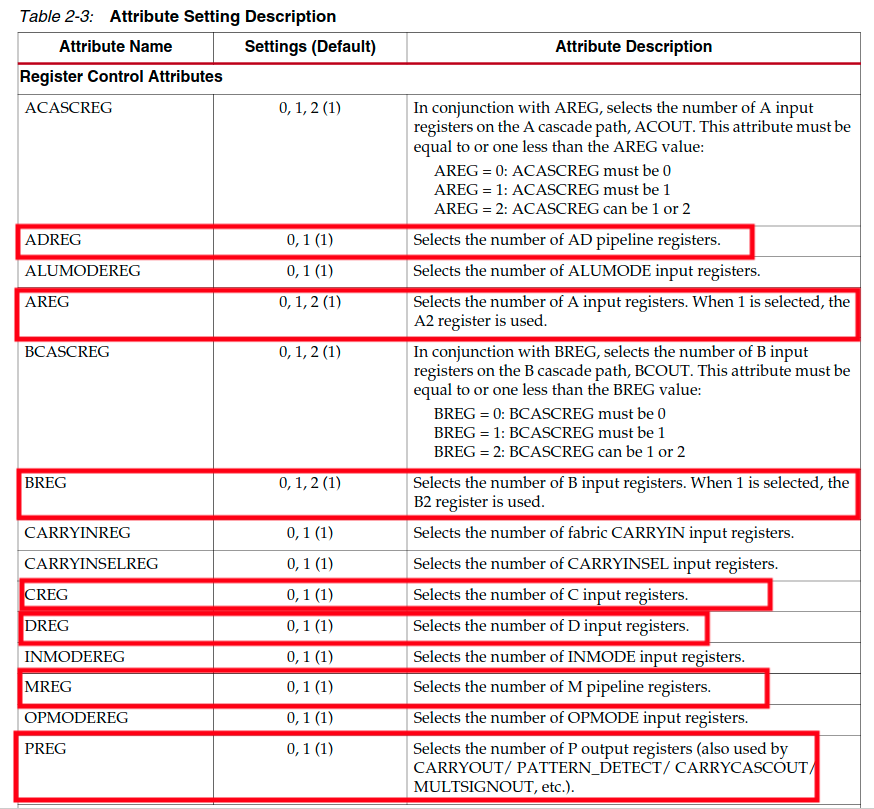 Table 2-3: Attribute Setting Description
Attribute Name Settings (Default) Attribute Description
Register Control Attributes
ACASCREG 0, 1, 2 (1) In conjunction with AREG, selects the number of A input
registers on the A cascade path, ACOUT. This attribute must be
equal to or one less than the AREG value:
AREG = 0: ACASCREG must be 0
AREG = 1: ACASCREG must be 1
AREG = 2: ACASCREG can be 1 or 2
ADREG 0, 1 (1) Selects the number of AD pipeline registers.
ALUMODEREG 0, 1 (1) Selects the number of ALUMODE input registers.
AREG 0, 1, 2 (1) Selects the number of A input registers. When 1 is selected, the
A2 register is used.
BCASCREG 0, 1, 2 (1) In conjunction with BREG, selects the number of B input
registers on the B cascade path, BCOUT. This attribute must be
equal to or one less than the BREG value:
BREG = 0: BCASCREG must be 0
BREG = 1: BCASCREG must be 1
BREG = 2: BCASCREG can be 1 or 2
BREG 0, 1, 2 (1) Selects the number of B input registers. When 1 is selected, the
B2 register is used.
CARRYINREG 0, 1 (1) Selects the number of fabric CARRYIN input registers.
CARRYINSELREG 0, 1 (1) Selects the number of CARRYINSEL input registers.
CREG 0, 1 (1) Selects the number of C input registers.
DREG 0, 1 (1) Selects the number of D input registers.
INMODEREG 0, 1 (1) Selects the number of INMODE input registers.
MREG 0, 1 (1) Selects the number of M pipeline registers.
OPMODEREG 0, 1 (1) Selects the number of OPMODE input registers.
PREG 0, 1 (1) Selects the number of P output registers (also used by
CARRYOUT/ PATTERN_DETECT/ CARRYCASCOUT/
MULTSIGNOUT, etc.).